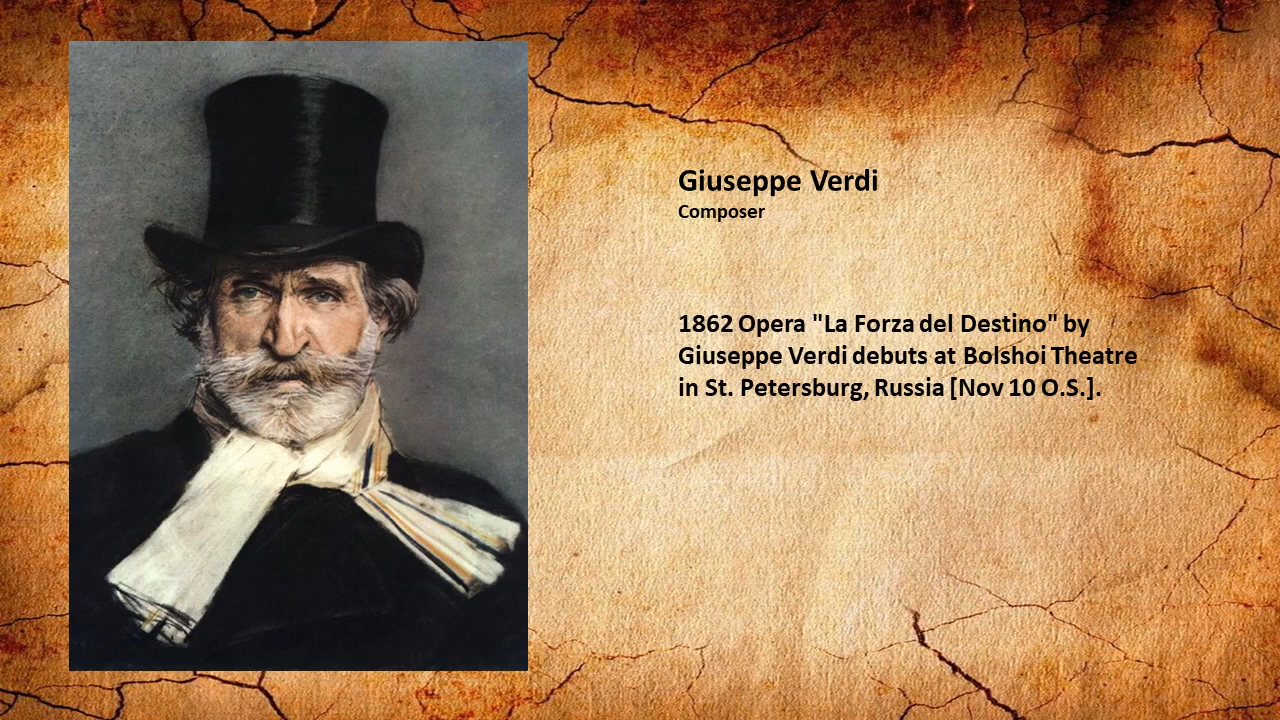 Giuseppe Verdi
Composer
1862 Opera "La Forza del Destino" by
Giuseppe Verdi debuts at Bolshoi Theatre
in St. Petersburg, Russia [Nov 10 O.S.].